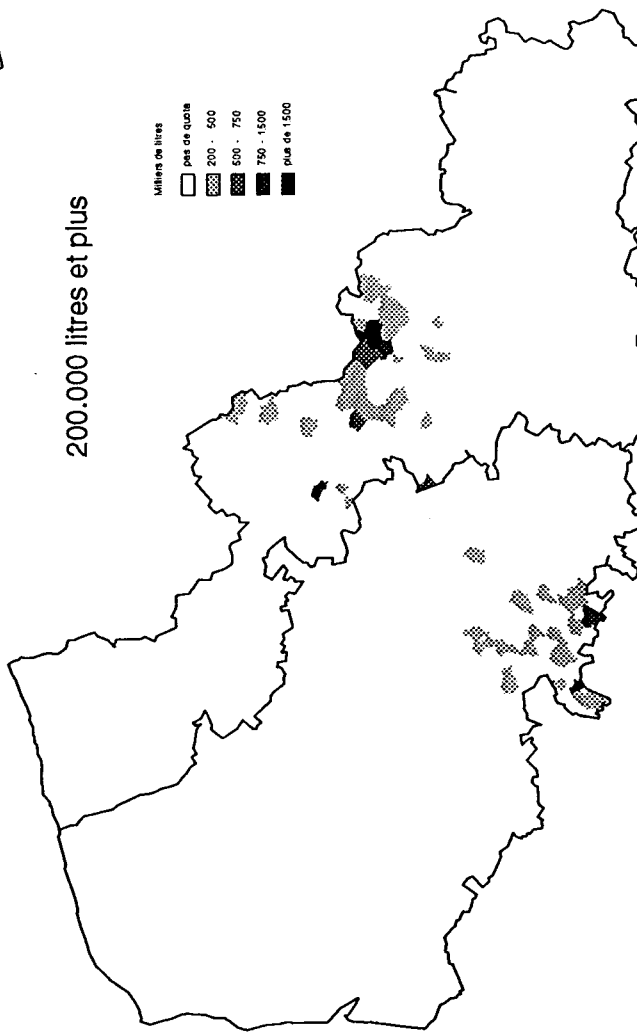 200.000 litres et plus
Milliers de litres
pas de quota
200 - 500
500 - 750
750 - 1500
plus de 1500